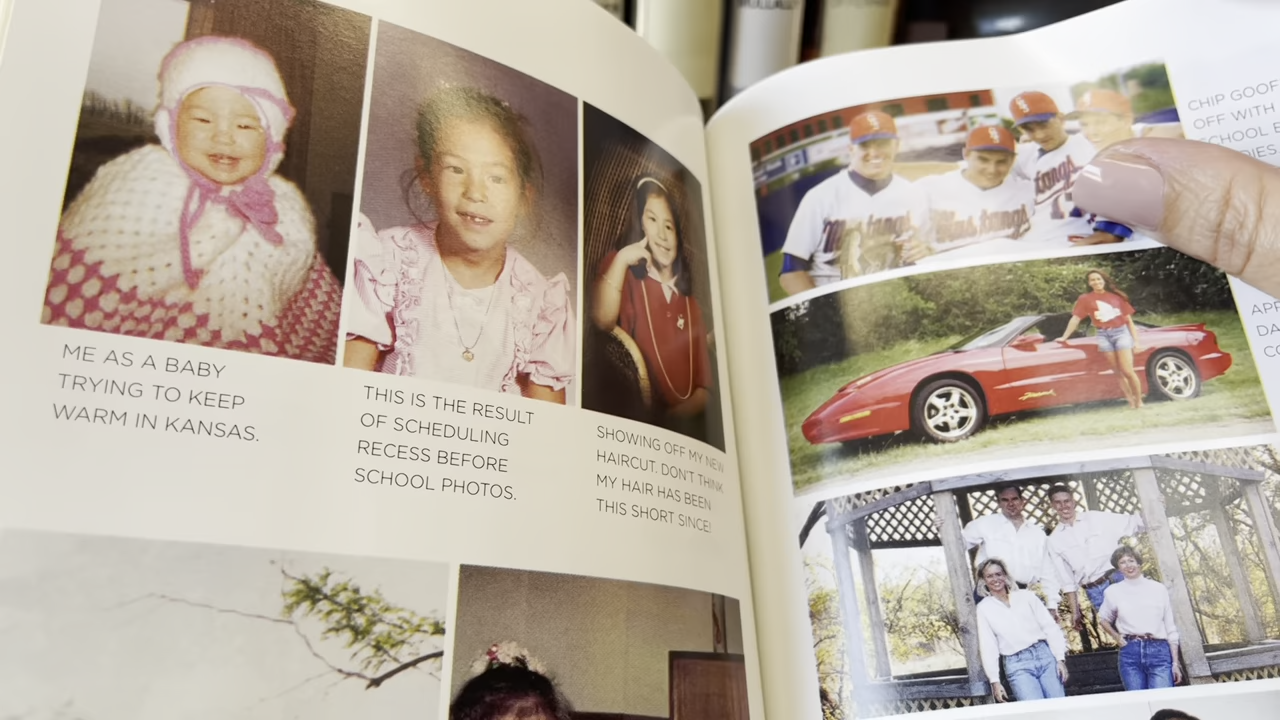 ME AS A BABY
TRYING TO KEEP
WARM IN KANSAS.
THIS IS THE RESULT
OF SCHEDULING
RECESS BEFORE
SCHOOL PHOTOS.
SHOWING OFF MY NEW
HAIRCUT. DON'T THINK
MY HAIR HAS BEEN
THIS SHORT SINCE!
Mustangs
Mustangs
CHIP GOOF
OFF WITH